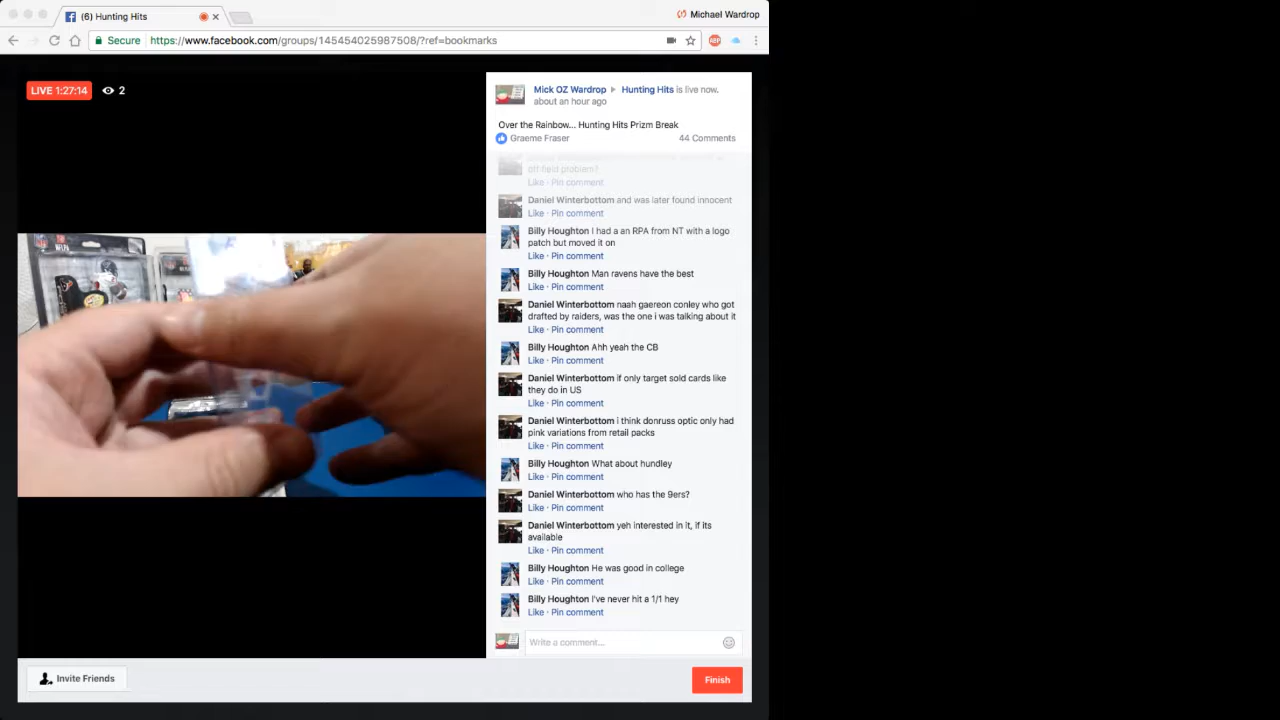 (6) Hunting Hits
Michael Wardrop
Secure https://www.facebook.com/groups/145454025987508/?ref=bookmarks
ABP
LIVE 1:27:14 2
Mick OZ Wardrop Hunting Hits is live now.
about an hour ago
Over the Rainbow... Hunting Hits Prizm Break
Graeme Fraser 44 Comments
off field problem?
Like · Pin comment
Daniel Winterbottom and was later found innocent
Like · Pin comment
Billy Houghton I had a an RPA from NT with a logo
patch but moved it on
Like · Pin comment
Billy Houghton Man ravens have the best
Like · Pin comment
Daniel Winterbottom naah gaereon conley who got
drafted by raiders, was the one i was talking about it
Like · Pin comment
Billy Houghton Ahh yeah the CB
Like · Pin comment
Daniel Winterbottom if only target sold cards like
they do in US
Like · Pin comment
Daniel Winterbottom i think donruss optic only had
pink variations from retail packs
Like · Pin comment
Billy Houghton What about hundley
Like · Pin comment
Daniel Winterbottom who has the 9ers?
Like · Pin comment
Daniel Winterbottom yeh interested in it, if its
available
Like · Pin comment
Billy Houghton He was good in college
Like · Pin comment
Billy Houghton I've never hit a 1/1 hey
Like · Pin comment
Write a comment...
Invite Friends
Finish